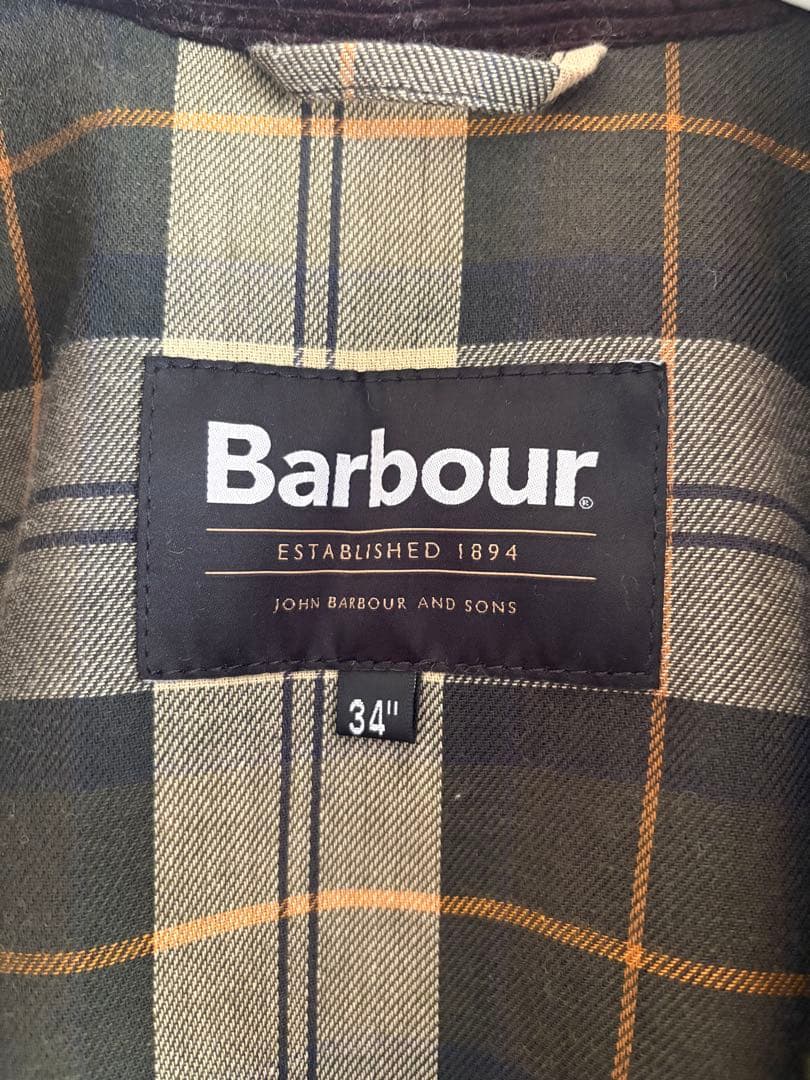 Barbour®
ESTABLISHED 1894
JOHN BARBOUR AND SONS
34"